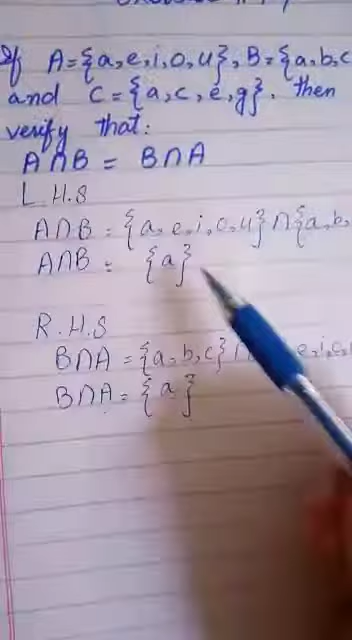 If A={a,e,i,o,u}, B={a,b,c
and C={a,c,e,g}. then
verify that:
A∩B = B∩A
L.H.S
A∩B = {a,e,i,o,u}∩{a,b,
A∩B = {a}
R.H.S
B∩A = {a,b,c}∩ e,i,o,
B∩A = {a}